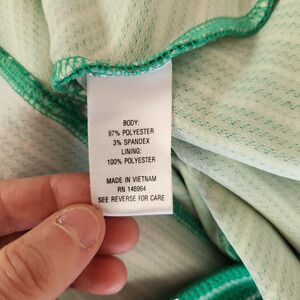 BODY:
97% POLYESTER
3% SPANDEX
LINING:
100% POLYESTER
MADE IN VIETNAM
RN 146964
SEE REVERSE FOR CARE